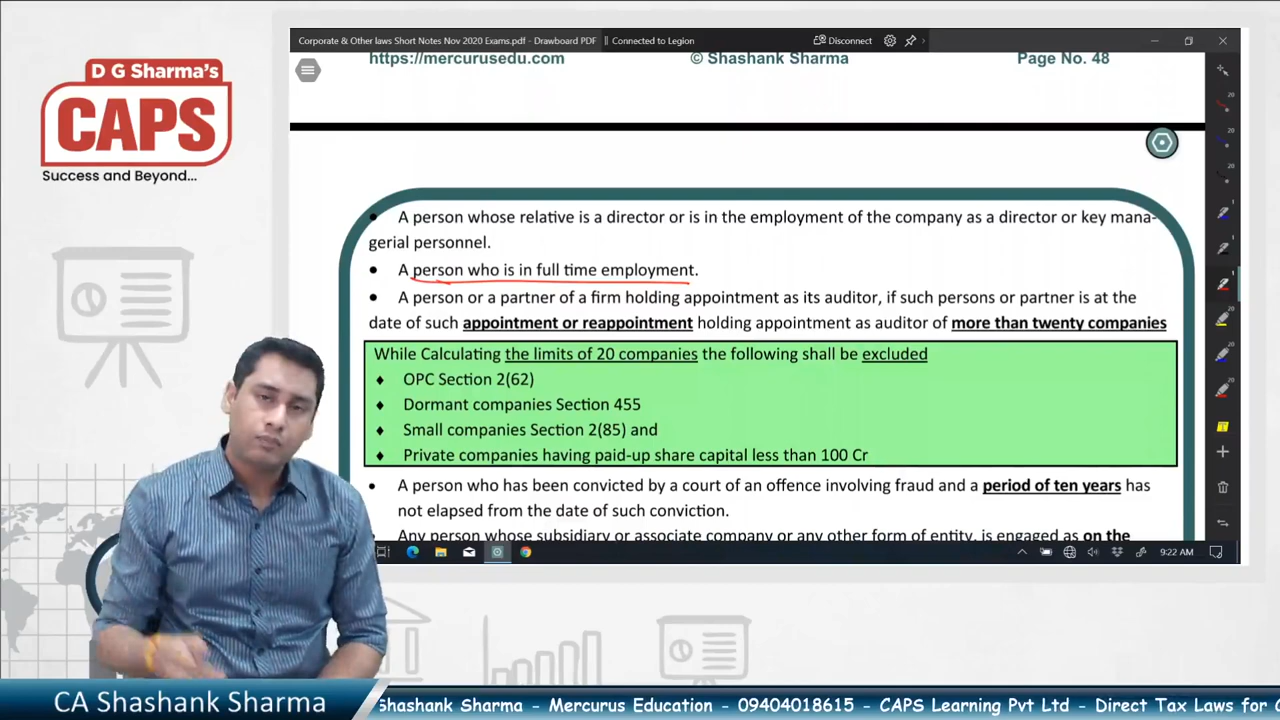 D G Sharma's
CAPS
Success and Beyond...
Corporate & Other laws Short Notes Nov 2020 Exams.pdf - Drawboard PDF
Connected to Legion
Disconnect
https://mercurusedu.com © Shashank Sharma Page No. 48
• A person whose relative is a director or is in the employment of the company as a director or key mana-
gerial personnel.
• A person who is in full time employment.
• A person or a partner of a firm holding appointment as its auditor, if such persons or partner is at the
date of such appointment or reappointment holding appointment as auditor of more than twenty companies
While Calculating the limits of 20 companies the following shall be excluded
♦ OPC Section 2(62)
♦ Dormant companies Section 455
♦ Small companies Section 2(85) and
♦ Private companies having paid-up share capital less than 100 Cr
• A person who has been convicted by a court of an offence involving fraud and a period of ten years has
not elapsed from the date of such conviction.
• Any person whose subsidiary or associate company or any other form of entity, is engaged as on the
9:22 AM
CA Shashank Sharma
Shashank Sharma - Mercurus Education - 09404018615 - CAPS Learning Pvt Ltd - Direct Tax Laws for